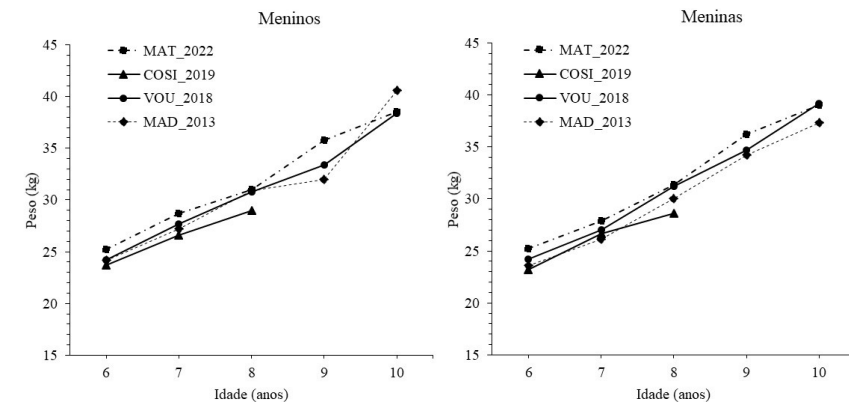 Meninos
MAT_2022
COSI_2019
VOU_2018
MAD_2013
45
40
35
30
25
20
15
Peso (kg)
6 7 8 9 10
Idade (anos)
Meninas
MAT_2022
COSI_2019
VOU_2018
MAD_2013
45
40
35
30
25
20
15
Peso (kg)
6 7 8 9 10
Idade (anos)